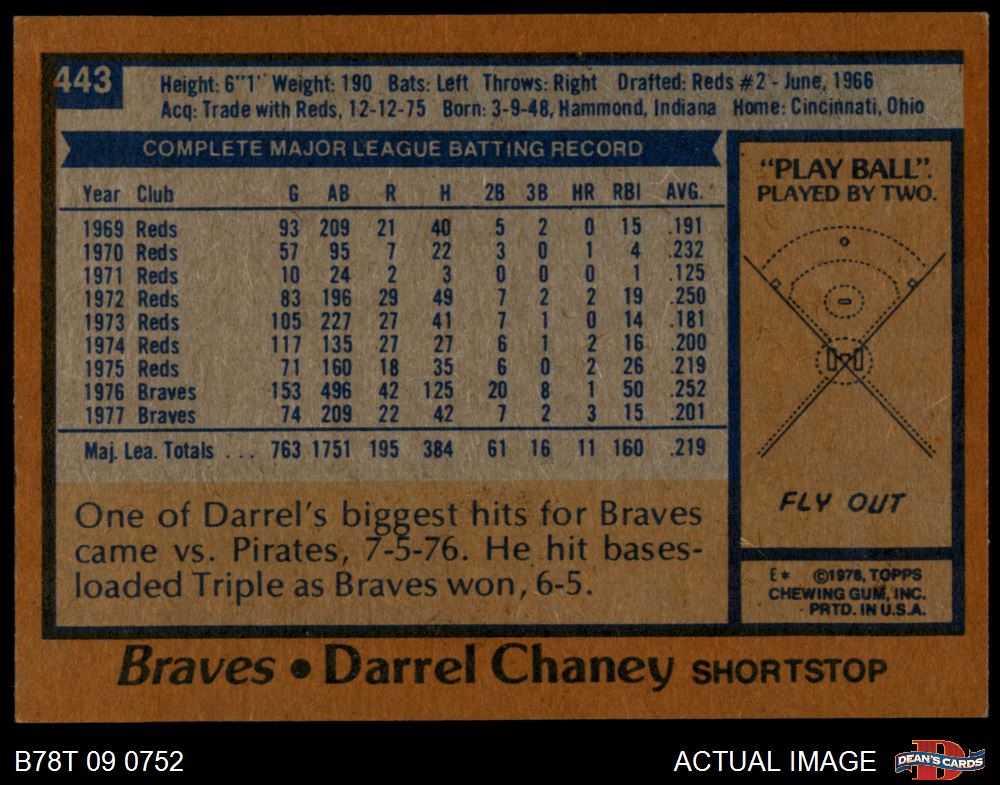 443
Height: 6"1' Weight: 190 Bats: Left Throws: Right Drafted: Reds #2 - June, 1966
Acq: Trade with Reds, 12-12-75 Born: 3-9-48, Hammond, Indiana Home: Cincinnati, Ohio
COMPLETE MAJOR LEAGUE BATTING RECORD
Year Club G AB R H 2B 3B HR RBI AVG.
1969 Reds 93 209 21 40 5 2 0 15 .191
1970 Reds 57 95 7 22 3 0 1 4 .232
1971 Reds 10 24 2 3 0 0 0 1 .125
1972 Reds 83 196 29 49 7 2 2 19 .250
1973 Reds 105 227 27 41 7 1 0 14 .181
1974 Reds 117 135 27 27 6 1 2 16 .200
1975 Reds 71 160 18 35 6 0 2 26 .219
1976 Braves 153 496 42 125 20 8 1 50 .252
1977 Braves 74 209 22 42 7 2 3 15 .201
Maj. Lea. Totals . . . 763 1751 195 384 61 16 11 160 .219
One of Darrel's biggest hits for Braves
came vs. Pirates, 7-5-76. He hit bases-
loaded Triple as Braves won, 6-5.
"PLAY BALL".
PLAYED BY TWO.
FLY OUT
E* ©1978, TOPPS
CHEWING GUM, INC.
PRTD. IN U.S.A.
Braves • Darrel Chaney SHORTSTOP
B78T 09 0752
ACTUAL IMAGE
DEAN'S CARDS